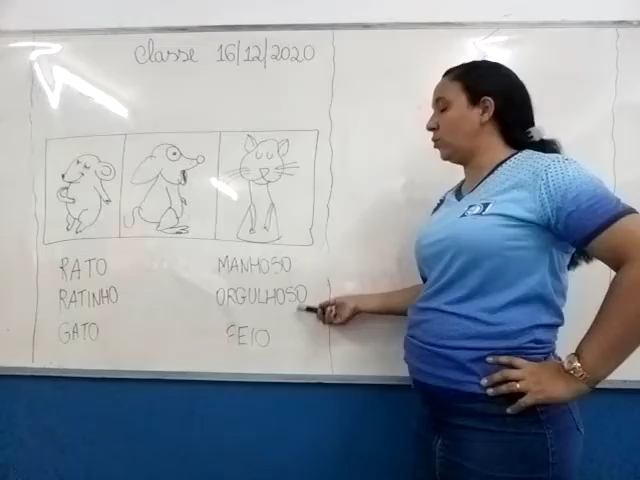 Classe 16/12/2020
RATO MANHOSO
RATINHO ORGULHOSO
GATO FEIO